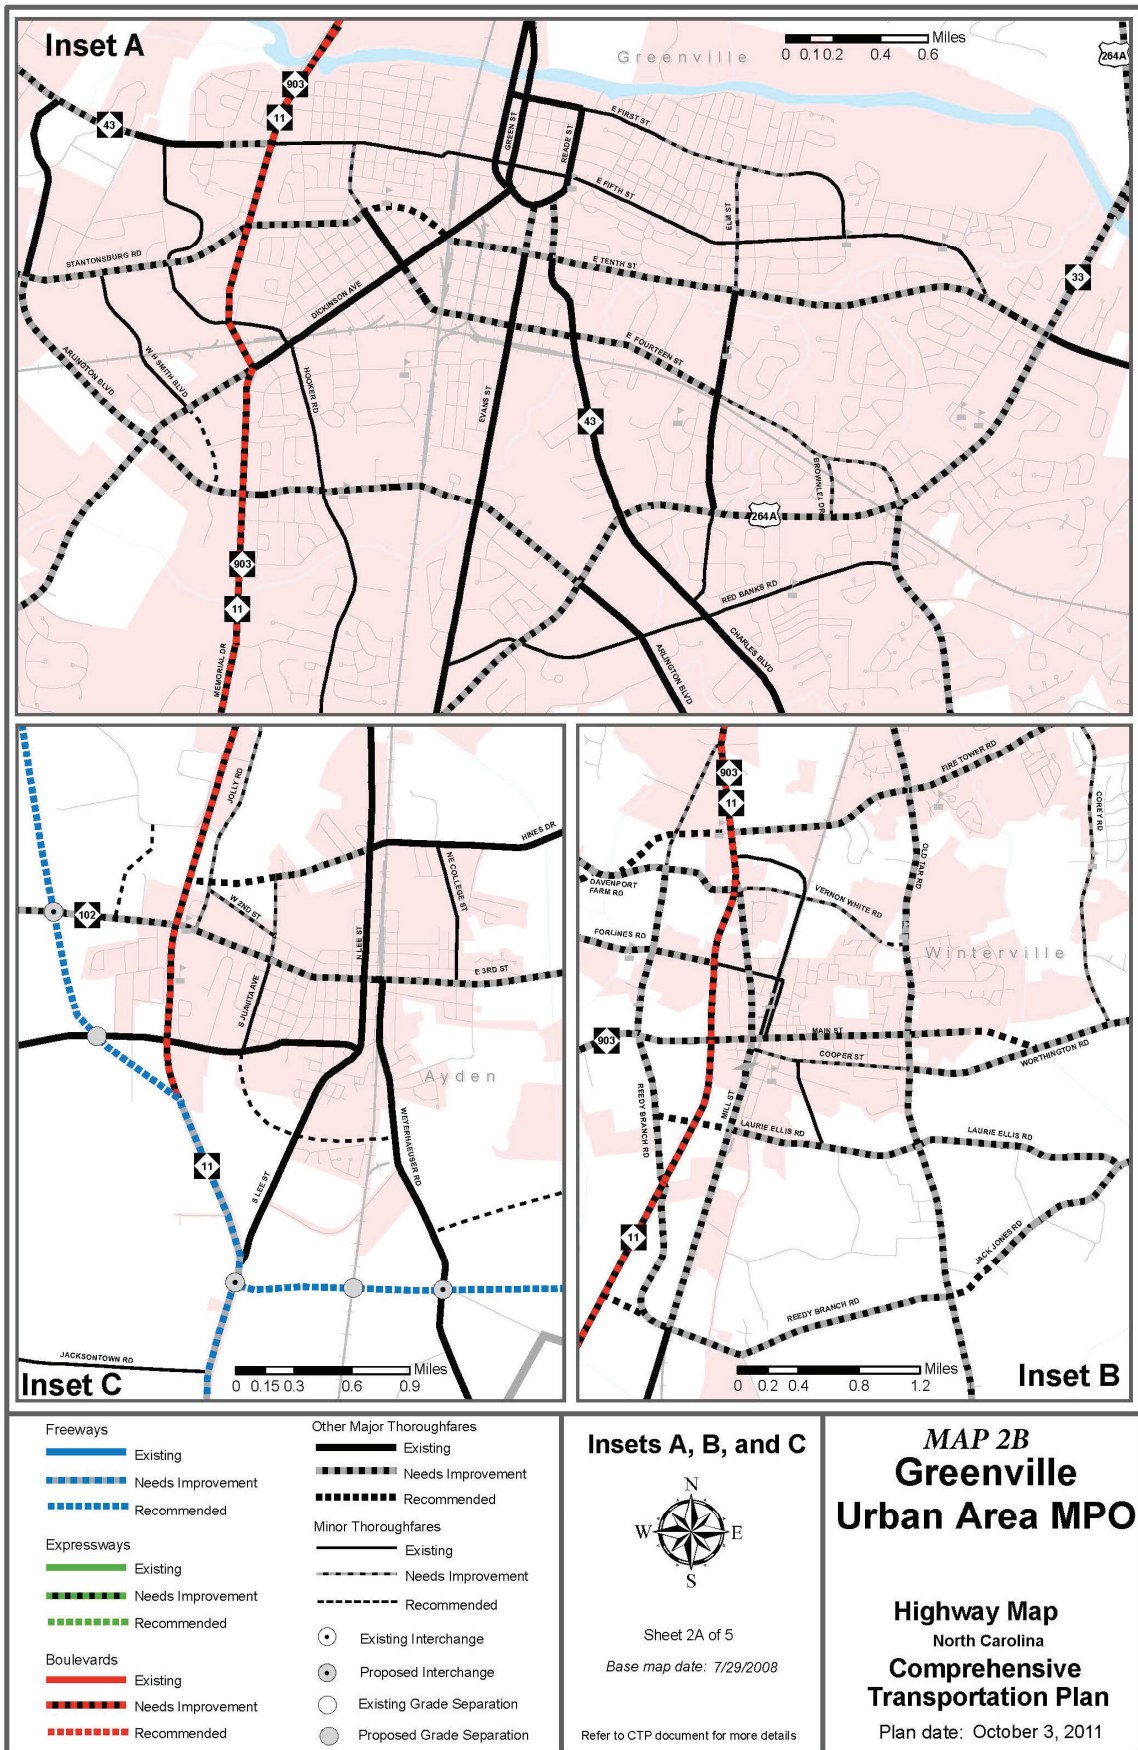 Inset A
Greenville
Miles
0 0.10.2 0.4 0.6
264A
903
11
43
GREEN ST
READE ST
E FIRST ST
E FIFTH ST
ELM ST
33
STANTONSBURG RD
E TENTH ST
DICKINSON AVE
ARLINGTON BLVD
W H SMITH BLVD
HOOKER RD
E FOURTEEN ST
EVANS ST
43
BROWNLEY DR
264A
903
11
RED BANKS RD
MEMORIAL DR
ARLINGTON BLVD
CHARLES BLVD
JOLLY RD
HINES DR
NE COLLEGE ST
W 2ND ST
102
N LEE ST
E 3RD ST
S JUANITA AVE
Ayden
WEYERHAEUSER RD
11
S LEE ST
JACKSONTOWN RD
Miles
0 0.15 0.3 0.6 0.9
Inset C
903
11
FIRE TOWER RD
COREY RD
OLD TAR RD
DAVENPORT
FARM RD
VERNON WHITE RD
FORLINES RD
Winterville
903
MAIN ST
COOPER ST
WORTHINGTON RD
REEDY BRANCH RD
MILL ST
LAURIE ELLIS RD
LAURIE ELLIS RD
11
JACK JONES RD
REEDY BRANCH RD
Miles
0 0.2 0.4 0.8 1.2
Inset B
Freeways
Existing
Needs Improvement
Recommended
Expressways
Existing
Needs Improvement
Recommended
Boulevards
Existing
Needs Improvement
Recommended
Other Major Thoroughfares
Existing
Needs Improvement
Recommended
Minor Thoroughfares
Existing
Needs Improvement
Recommended
Existing Interchange
Proposed Interchange
Existing Grade Separation
Proposed Grade Separation
Insets A, B, and C
N
W E
S
Sheet 2A of 5
Base map date: 7/29/2008
Refer to CTP document for more details
MAP 2B
Greenville
Urban Area MPO
Highway Map
North Carolina
Comprehensive
Transportation Plan
Plan date: October 3, 2011